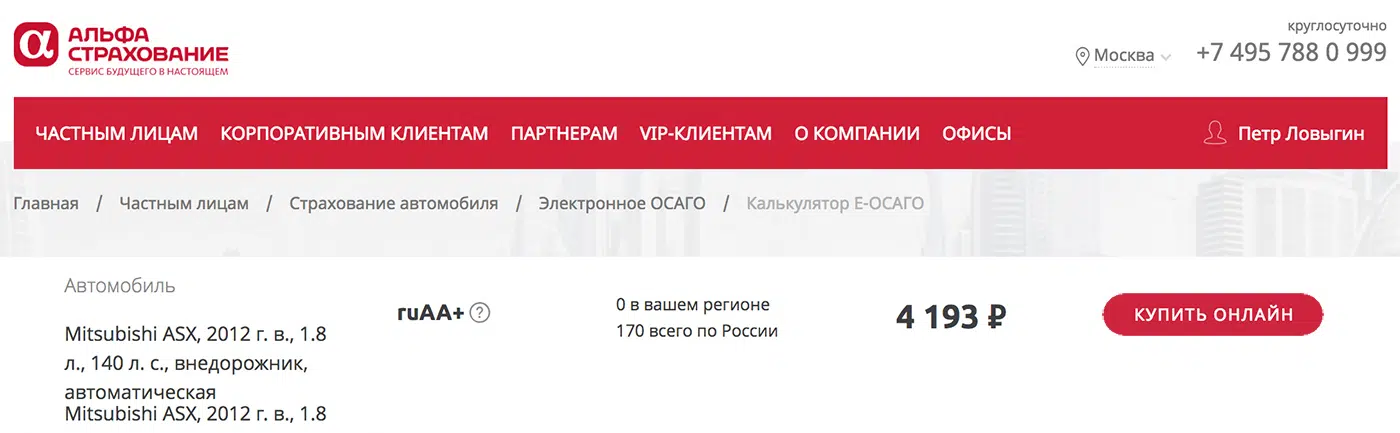 α АЛЬФА
СТРАХОВАНИЕ
СЕРВИС БУДУЩЕГО В НАСТОЯЩЕМ
круглосуточно
Москва
+7 495 788 0 999
ЧАСТНЫМ ЛИЦАМ КОРПОРАТИВНЫМ КЛИЕНТАМ ПАРТНЕРАМ VIP-КЛИЕНТАМ О КОМПАНИИ ОФИСЫ Петр Ловыгин
Главная / Частным лицам / Страхование автомобиля / Электронное ОСАГО / Калькулятор Е-ОСАГО
Автомобиль
Mitsubishi ASX, 2012 г. в., 1.8
л., 140 л. с., внедорожник,
автоматическая
Mitsubishi ASX, 2012 г. в., 1.8
ruAA+ ?
0 в вашем регионе
170 всего по России
4 193 ₽
КУПИТЬ ОНЛАЙН